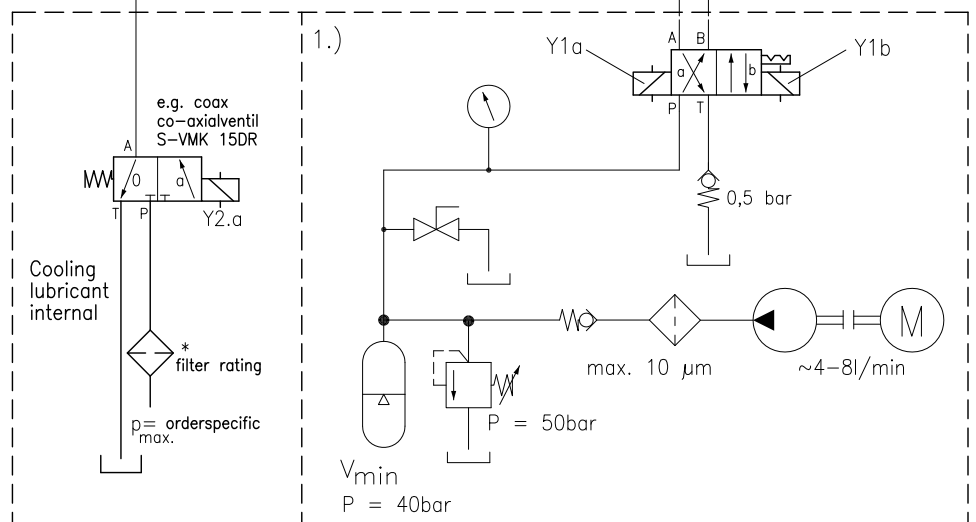 1.)
A B
Y1a
Y1b
a
b
P T
e.g. coax
co-axialventil
S-VMK 15DR
A
0
a
T P
Y2.a
0,5 bar
Cooling
lubricant
internal
*
filter rating
p= orderspecific
max.
M
max. 10 µm
~4-8l/min
P = 50bar
Vmin
P = 40bar